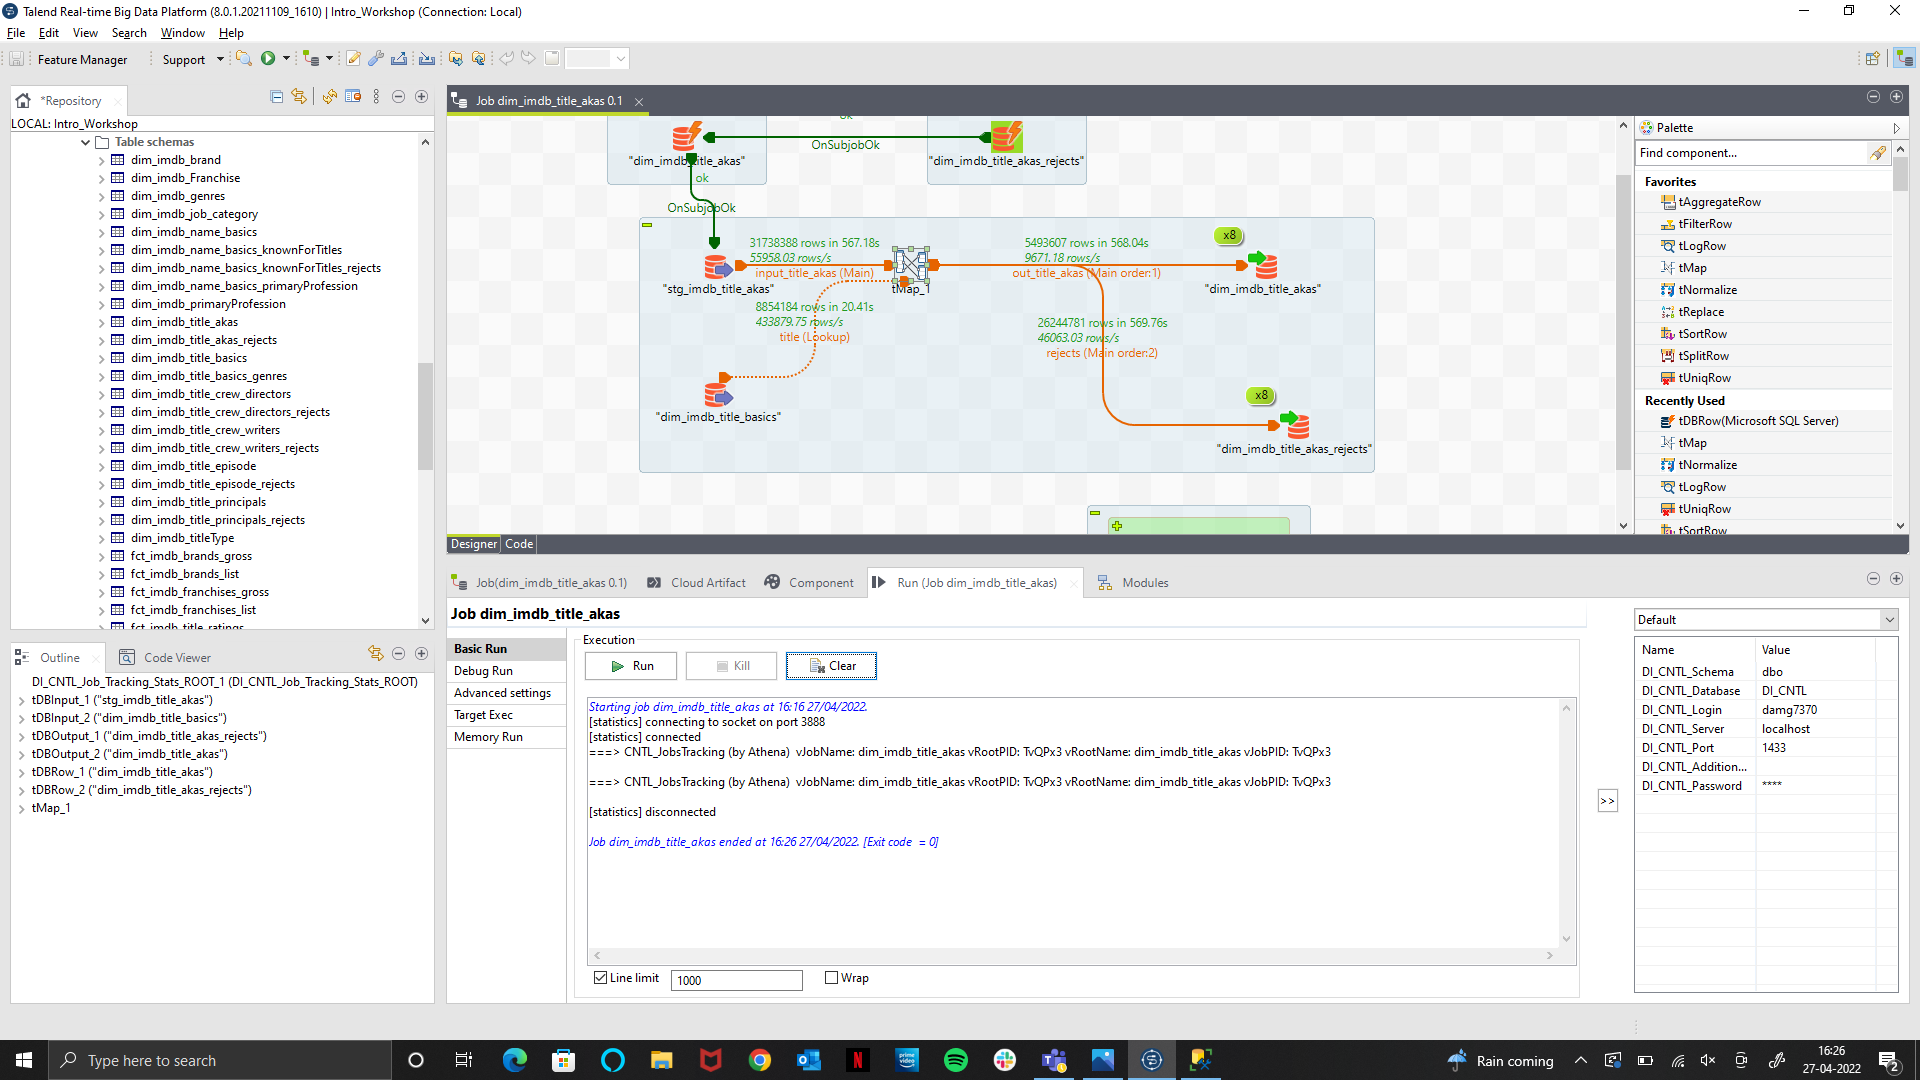 Talend Real-time Big Data Platform (8.0.1.20211109_1610) | Intro_Workshop (Connection: Local)
File Edit View Search Window Help
Feature Manager Support
*Repository
LOCAL: Intro_Workshop
Table schemas
dim_imdb_brand
dim_imdb_Franchise
dim_imdb_genres
dim_imdb_job_category
dim_imdb_name_basics
dim_imdb_name_basics_knownForTitles
dim_imdb_name_basics_knownForTitles_rejects
dim_imdb_name_basics_primaryProfession
dim_imdb_primaryProfession
dim_imdb_title_akas
dim_imdb_title_akas_rejects
dim_imdb_title_basics
dim_imdb_title_basics_genres
dim_imdb_title_crew_directors
dim_imdb_title_crew_directors_rejects
dim_imdb_title_crew_writers
dim_imdb_title_crew_writers_rejects
dim_imdb_title_episode
dim_imdb_title_episode_rejects
dim_imdb_title_principals
dim_imdb_title_principals_rejects
dim_imdb_titleType
fct_imdb_brands_gross
fct_imdb_brands_list
fct_imdb_franchises_gross
fct_imdb_franchises_list
fct_imdb_title_ratings
Outline Code Viewer
DI_CNTL_Job_Tracking_Stats_ROOT_1 (DI_CNTL_Job_Tracking_Stats_ROOT)
tDBInput_1 ("stg_imdb_title_akas")
tDBInput_2 ("dim_imdb_title_basics")
tDBOutput_1 ("dim_imdb_title_akas_rejects")
tDBOutput_2 ("dim_imdb_title_akas")
tDBRow_1 ("dim_imdb_title_akas")
tDBRow_2 ("dim_imdb_title_akas_rejects")
tMap_1
Job dim_imdb_title_akas 0.1
ok
OnSubjobOk
"dim_imdb_title_akas"
"dim_imdb_title_akas_rejects"
ok
OnSubjobOk
31738388 rows in 567.18s
55958.03 rows/s
input_title_akas (Main)
"stg_imdb_title_akas"
tMap_1
5493607 rows in 568.04s
9671.18 rows/s
out_title_akas (Main order:1)
x8
"dim_imdb_title_akas"
8854184 rows in 20.41s
433879.75 rows/s
title (Lookup)
26244781 rows in 569.76s
46063.03 rows/s
rejects (Main order:2)
"dim_imdb_title_basics"
x8
"dim_imdb_title_akas_rejects"
Designer Code
Palette
Find component...
Favorites
tAggregateRow
tFilterRow
tLogRow
tMap
tNormalize
tReplace
tSortRow
tSplitRow
tUniqRow
Recently Used
tDBRow(Microsoft SQL Server)
tMap
tNormalize
tLogRow
tUniqRow
tSortRow
Job(dim_imdb_title_akas 0.1) Cloud Artifact Component Run (Job dim_imdb_title_akas) Modules
Job dim_imdb_title_akas
Basic Run
Debug Run
Advanced settings
Target Exec
Memory Run
Execution
Run Kill Clear
Starting job dim_imdb_title_akas at 16:16 27/04/2022.
[statistics] connecting to socket on port 3888
[statistics] connected
===> CNTL_JobsTracking (by Athena) vJobName: dim_imdb_title_akas vRootPID: TvQPx3 vRootName: dim_imdb_title_akas vJobPID: TvQPx3
===> CNTL_JobsTracking (by Athena) vJobName: dim_imdb_title_akas vRootPID: TvQPx3 vRootName: dim_imdb_title_akas vJobPID: TvQPx3
[statistics] disconnected
Job dim_imdb_title_akas ended at 16:26 27/04/2022. [Exit code = 0]
Line limit 1000 Wrap
>>
Default
Name Value
DI_CNTL_Schema dbo
DI_CNTL_Database DI_CNTL
DI_CNTL_Login damg7370
DI_CNTL_Server localhost
DI_CNTL_Port 1433
DI_CNTL_Addition...
DI_CNTL_Password ****
Type here to search
prime video
Rain coming
16:26
27-04-2022
2